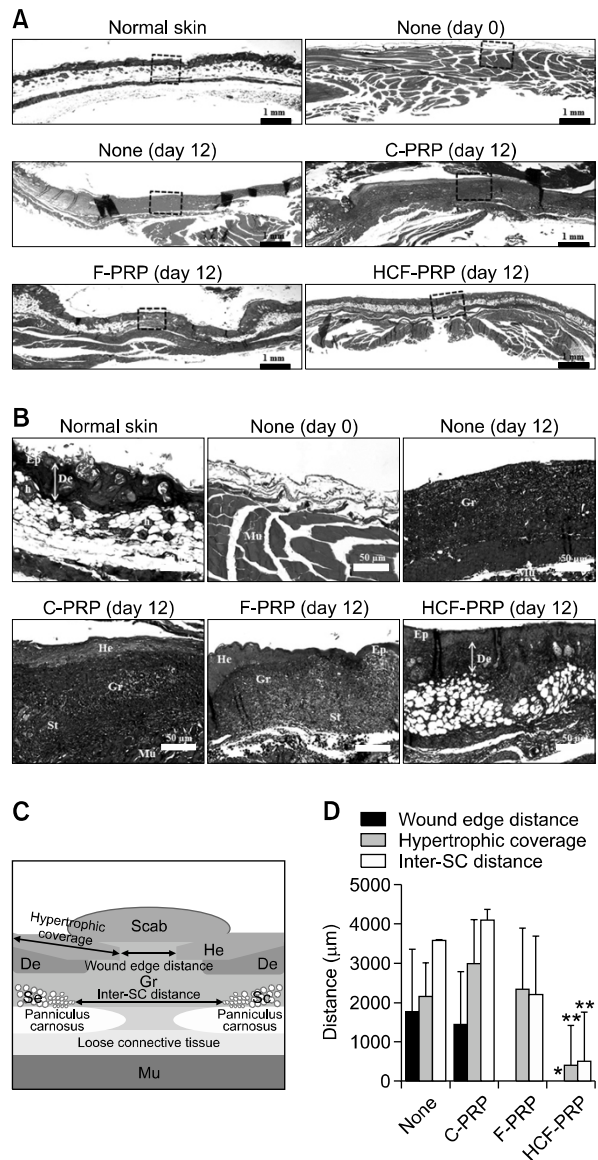 A
Normal skin
None (day 0)
1 mm
1 mm
None (day 12)
C-PRP (day 12)
1 mm
1 mm
F-PRP (day 12)
HCF-PRP (day 12)
1 mm
1 mm
B
Normal skin
None (day 0)
None (day 12)
Ep
De
h
h
Mu
50 μm
Gr
50 μm
Mu
C-PRP (day 12)
F-PRP (day 12)
HCF-PRP (day 12)
He
Gr
St
50 μm
Mu
He
Ep
Gr
St
Ep
De
50 μm
C
Scab
Hypertrophic
coverage
He
De
Wound edge distance
De
Gr
Sc
Inter-SC distance
Sc
Panniculus
carnosus
Panniculus
carnosus
Loose connective tissue
Mu
D
Wound edge distance
Hypertrophic coverage
Inter-SC distance
Distance (μm)
5000
4000
3000
2000
1000
0
*
**
**
None
C-PRP
F-PRP
HCF-PRP